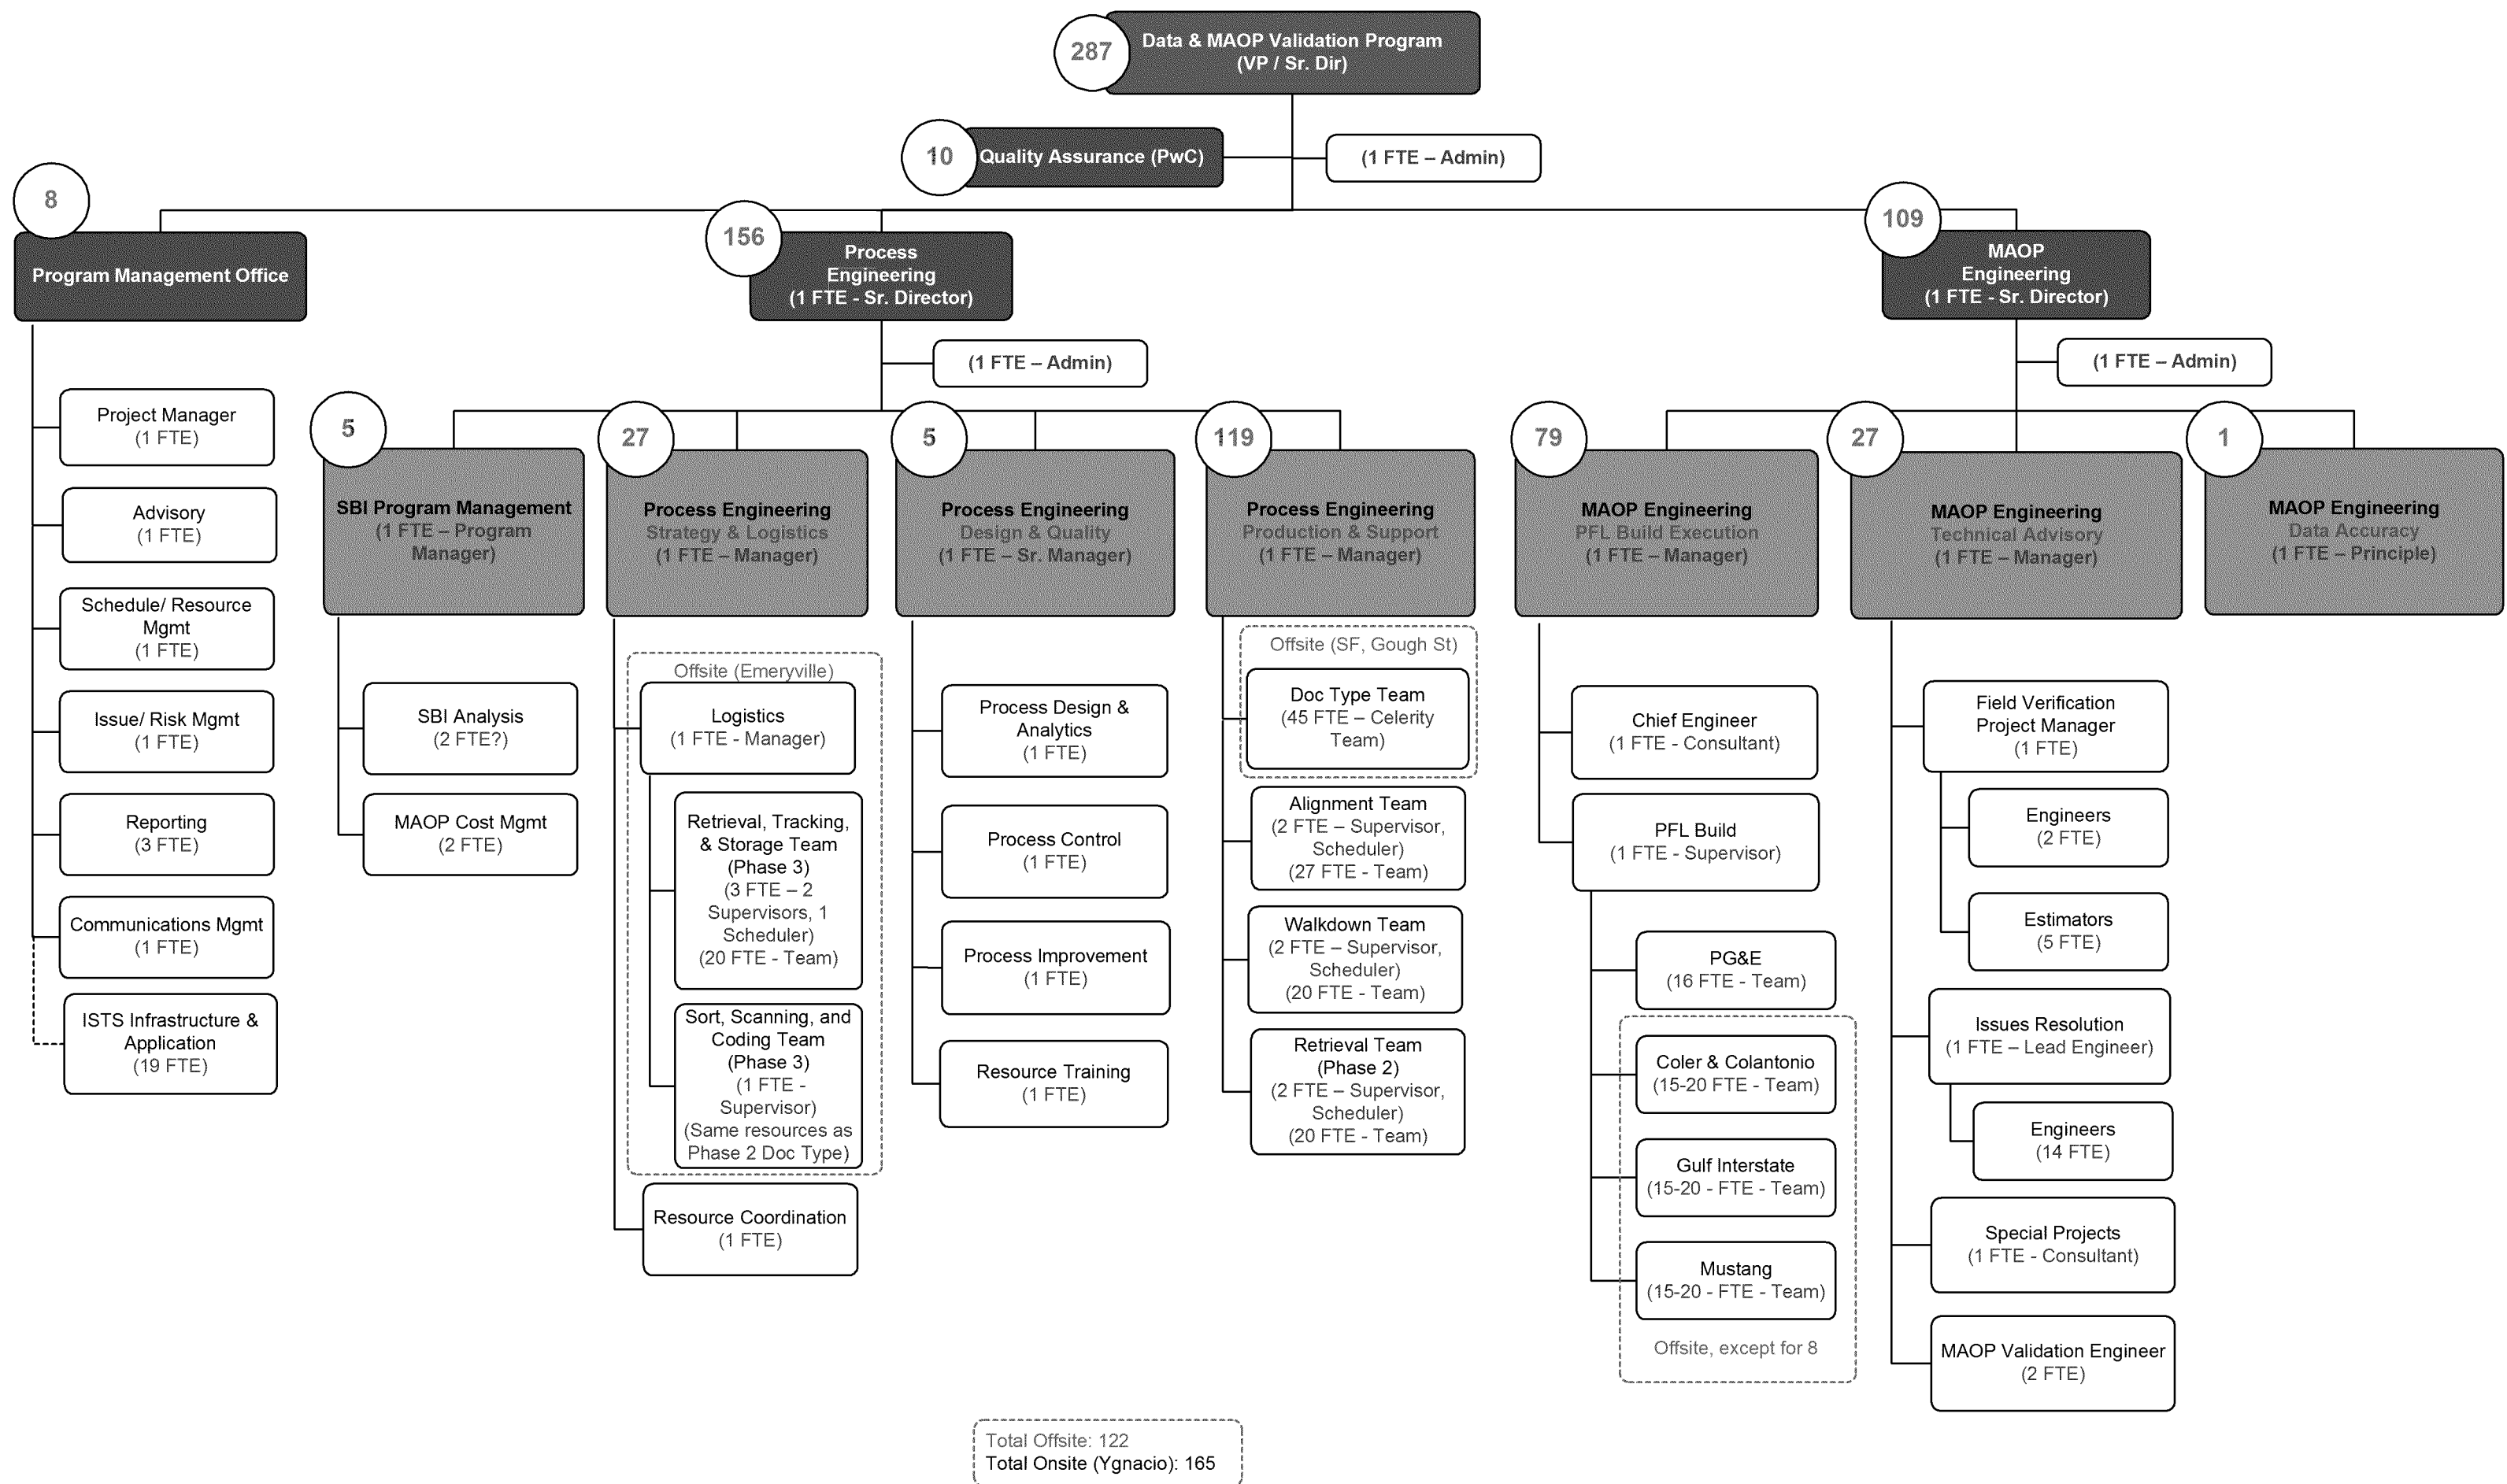 287
Data & MAOP Validation Program
(VP / Sr. Dir)
10
Quality Assurance (PwC)
(1 FTE – Admin)
8
Program Management Office
156
Process
Engineering
(1 FTE - Sr. Director)
109
MAOP
Engineering
(1 FTE - Sr. Director)
(1 FTE – Admin)
(1 FTE – Admin)
Project Manager
(1 FTE)
Advisory
(1 FTE)
Schedule/ Resource
Mgmt
(1 FTE)
Issue/ Risk Mgmt
(1 FTE)
Reporting
(3 FTE)
Communications Mgmt
(1 FTE)
ISTS Infrastructure &
Application
(19 FTE)
5
SBI Program Management
(1 FTE – Program
Manager)
SBI Analysis
(2 FTE?)
MAOP Cost Mgmt
(2 FTE)
27
Process Engineering
Strategy & Logistics
(1 FTE – Manager)
Offsite (Emeryville)
Logistics
(1 FTE - Manager)
Retrieval, Tracking,
& Storage Team
(Phase 3)
(3 FTE – 2
Supervisors, 1
Scheduler)
(20 FTE - Team)
Sort, Scanning, and
Coding Team
(Phase 3)
(1 FTE -
Supervisor)
(Same resources as
Phase 2 Doc Type)
Resource Coordination
(1 FTE)
5
Process Engineering
Design & Quality
(1 FTE – Sr. Manager)
Process Design &
Analytics
(1 FTE)
Process Control
(1 FTE)
Process Improvement
(1 FTE)
Resource Training
(1 FTE)
119
Process Engineering
Production & Support
(1 FTE – Manager)
Offsite (SF, Gough St)
Doc Type Team
(45 FTE – Celerity
Team)
Alignment Team
(2 FTE – Supervisor,
Scheduler)
(27 FTE - Team)
Walkdown Team
(2 FTE – Supervisor,
Scheduler)
(20 FTE - Team)
Retrieval Team
(Phase 2)
(2 FTE – Supervisor,
Scheduler)
(20 FTE - Team)
79
MAOP Engineering
PFL Build Execution
(1 FTE – Manager)
Chief Engineer
(1 FTE - Consultant)
PFL Build
(1 FTE - Supervisor)
PG&E
(16 FTE - Team)
Coler & Colantonio
(15-20 FTE - Team)
Gulf Interstate
(15-20 - FTE - Team)
Mustang
(15-20 - FTE - Team)
Offsite, except for 8
27
MAOP Engineering
Technical Advisory
(1 FTE – Manager)
Field Verification
Project Manager
(1 FTE)
Engineers
(2 FTE)
Estimators
(5 FTE)
Issues Resolution
(1 FTE – Lead Engineer)
Engineers
(14 FTE)
Special Projects
(1 FTE - Consultant)
MAOP Validation Engineer
(2 FTE)
1
MAOP Engineering
Data Accuracy
(1 FTE – Principle)
Total Offsite: 122
Total Onsite (Ygnacio): 165